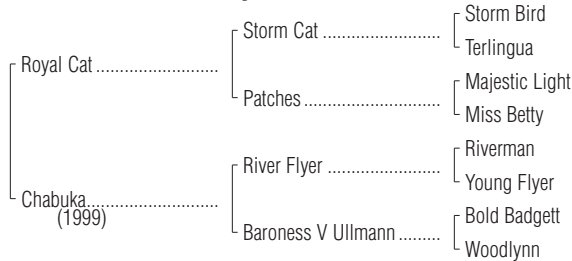 Storm Bird
Storm Cat ........................
Terlingua
Royal Cat .........................
Majestic Light
Patches ............................
Miss Betty
Riverman
River Flyer .......................
Young Flyer
Chabuka...........................
(1999)
Bold Badgett
Baroness V Ullmann .........
Woodlynn